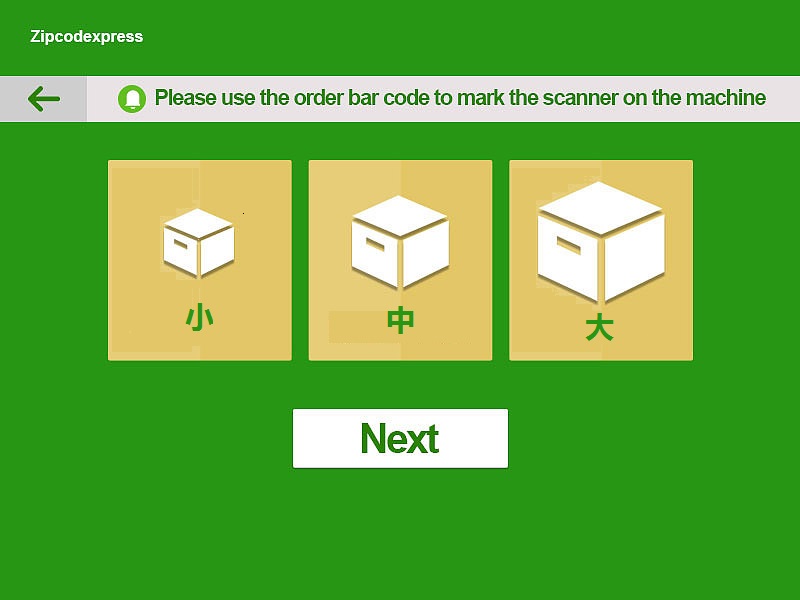 Zipcodexpress
Please use the order bar code to mark the scanner on the machine
小
中
大
Next